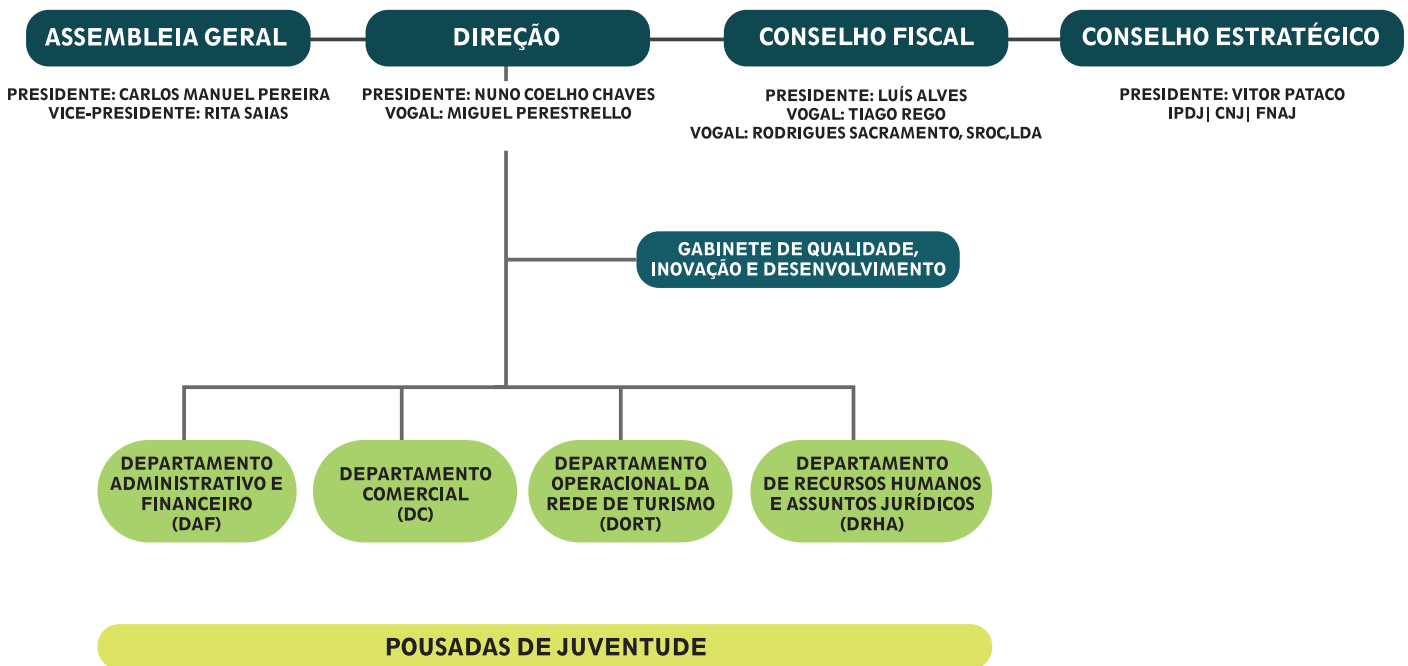 ASSEMBLEIA GERAL
PRESIDENTE: CARLOS MANUEL PEREIRA
VICE-PRESIDENTE: RITA SAIAS
DIREÇÃO
PRESIDENTE: NUNO COELHO CHAVES
VOGAL: MIGUEL PERESTRELLO
CONSELHO FISCAL
PRESIDENTE: LUÍS ALVES
VOGAL: TIAGO REGO
VOGAL: RODRIGUES SACRAMENTO, SROC,LDA
CONSELHO ESTRATÉGICO
PRESIDENTE: VITOR PATACO
IPDJ| CNJ| FNAJ
GABINETE DE QUALIDADE,
INOVAÇÃO E DESENVOLVIMENTO
DEPARTAMENTO
ADMINISTRATIVO E
FINANCEIRO
(DAF)
DEPARTAMENTO
COMERCIAL
(DC)
DEPARTAMENTO
OPERACIONAL DA
REDE DE TURISMO
(DORT)
DEPARTAMENTO
DE RECURSOS HUMANOS
E ASSUNTOS JURÍDICOS
(DRHA)
POUSADAS DE JUVENTUDE